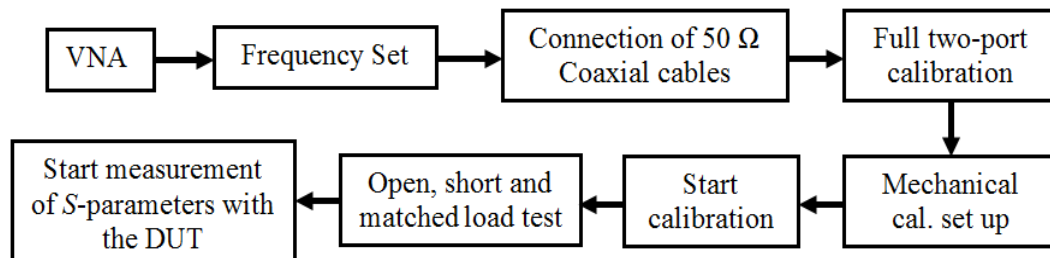 VNA
Frequency Set
Connection of 50 Ω
Coaxial cables
Full two-port
calibration
Mechanical
cal. set up
Start
calibration
Open, short and
matched load test
Start measurement
of S-parameters with
the DUT